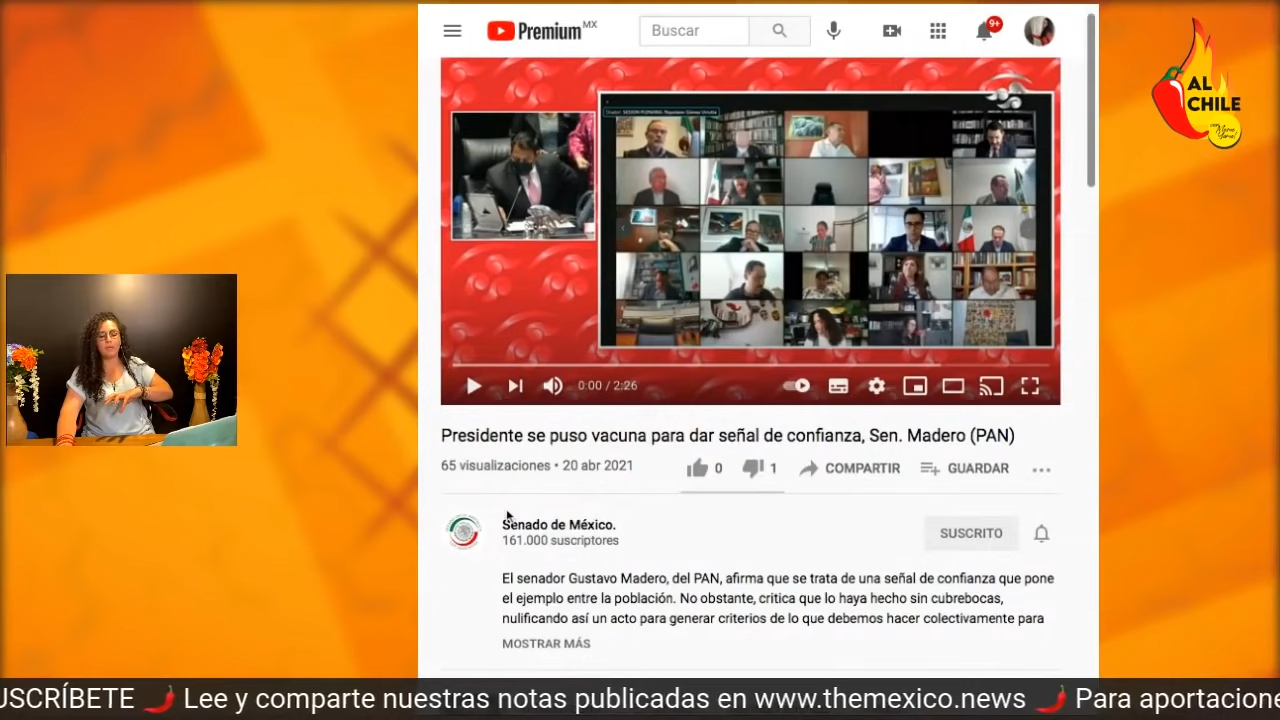 Premium MX
Buscar
9+
AL
CHILE
0:00 / 2:26
Presidente se puso vacuna para dar señal de confianza, Sen. Madero (PAN)
65 visualizaciones • 20 abr 2021
0
1
COMPARTIR
GUARDAR
Senado de México.
161.000 suscriptores
SUSCRITO
El senador Gustavo Madero, del PAN, afirma que se trata de una señal de confianza que pone
el ejemplo entre la población. No obstante, critica que lo haya hecho sin cubrebocas,
nulificando así un acto para generar criterios de lo que debemos hacer colectivamente para
MOSTRAR MÁS
USCRÍBETE Lee y comparte nuestras notas publicadas en www.themexico.news Para aportacione